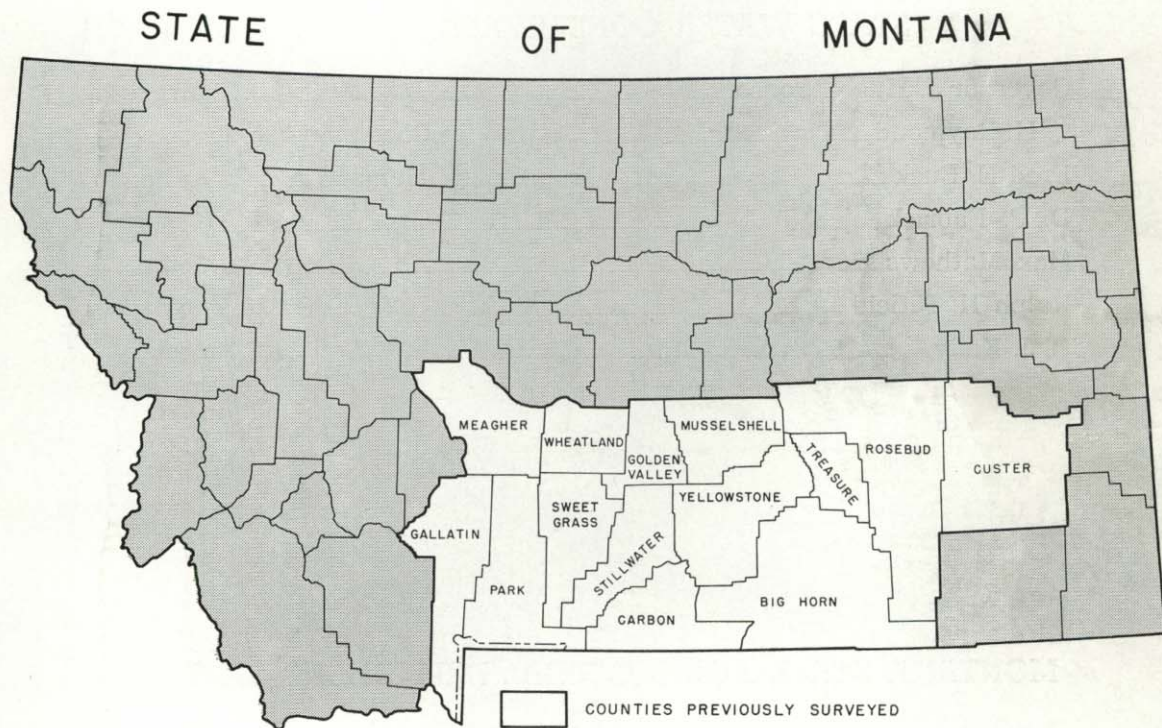 STATE OF MONTANA
MEAGHER
WHEATLAND
GOLDEN
VALLEY
MUSSELSHELL
TREASURE
ROSEBUD
CUSTER
SWEET
GRASS
YELLOWSTONE
GALLATIN
STILLWATER
PARK
CARBON
BIG HORN
COUNTIES PREVIOUSLY SURVEYED